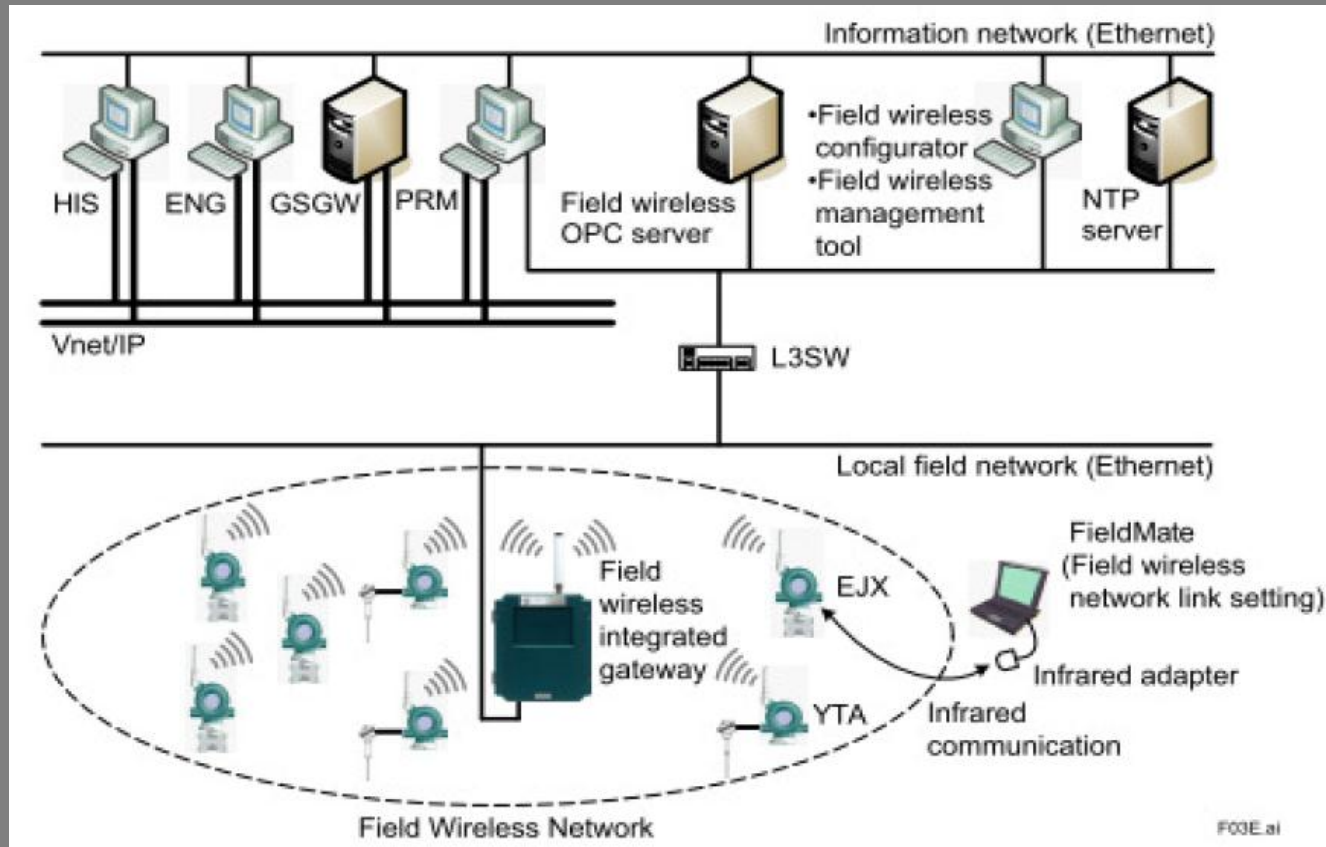 Information network (Ethernet)
HIS
ENG
GSGW
PRM
Field wireless
OPC server
•Field wireless
configurator
•Field wireless
management
tool
NTP
server
Vnet/IP
L3SW
Local field network (Ethernet)
Field
wireless
integrated
gateway
EJX
YTA
FieldMate
(Field wireless
network link setting)
Infrared adapter
Infrared
communication
Field Wireless Network
F03E.ai